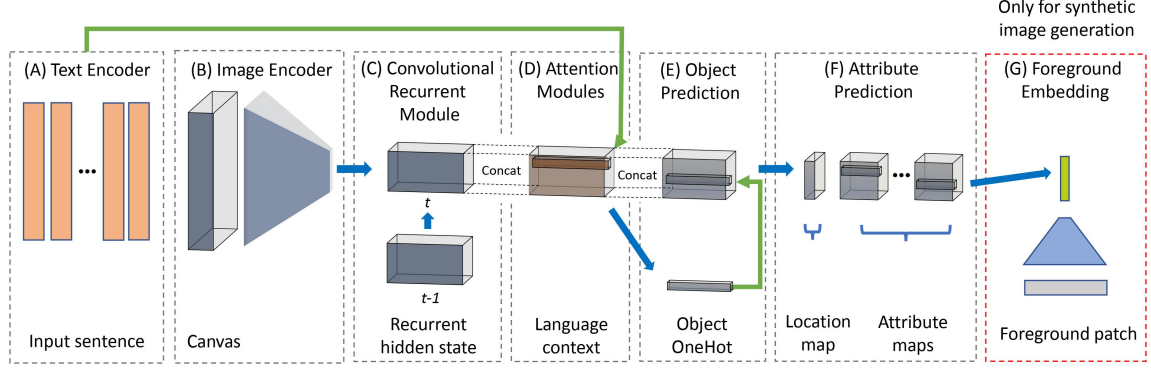 Only for synthetic
image generation
(A) Text Encoder
...
Input sentence
(B) Image Encoder
Canvas
(C) Convolutional
Recurrent
Module
t
t-1
Recurrent
hidden state
Concat
(D) Attention
Modules
Language
context
Concat
(E) Object
Prediction
Object
OneHot
(F) Attribute
Prediction
...
Location
map
Attribute
maps
(G) Foreground
Embedding
Foreground patch